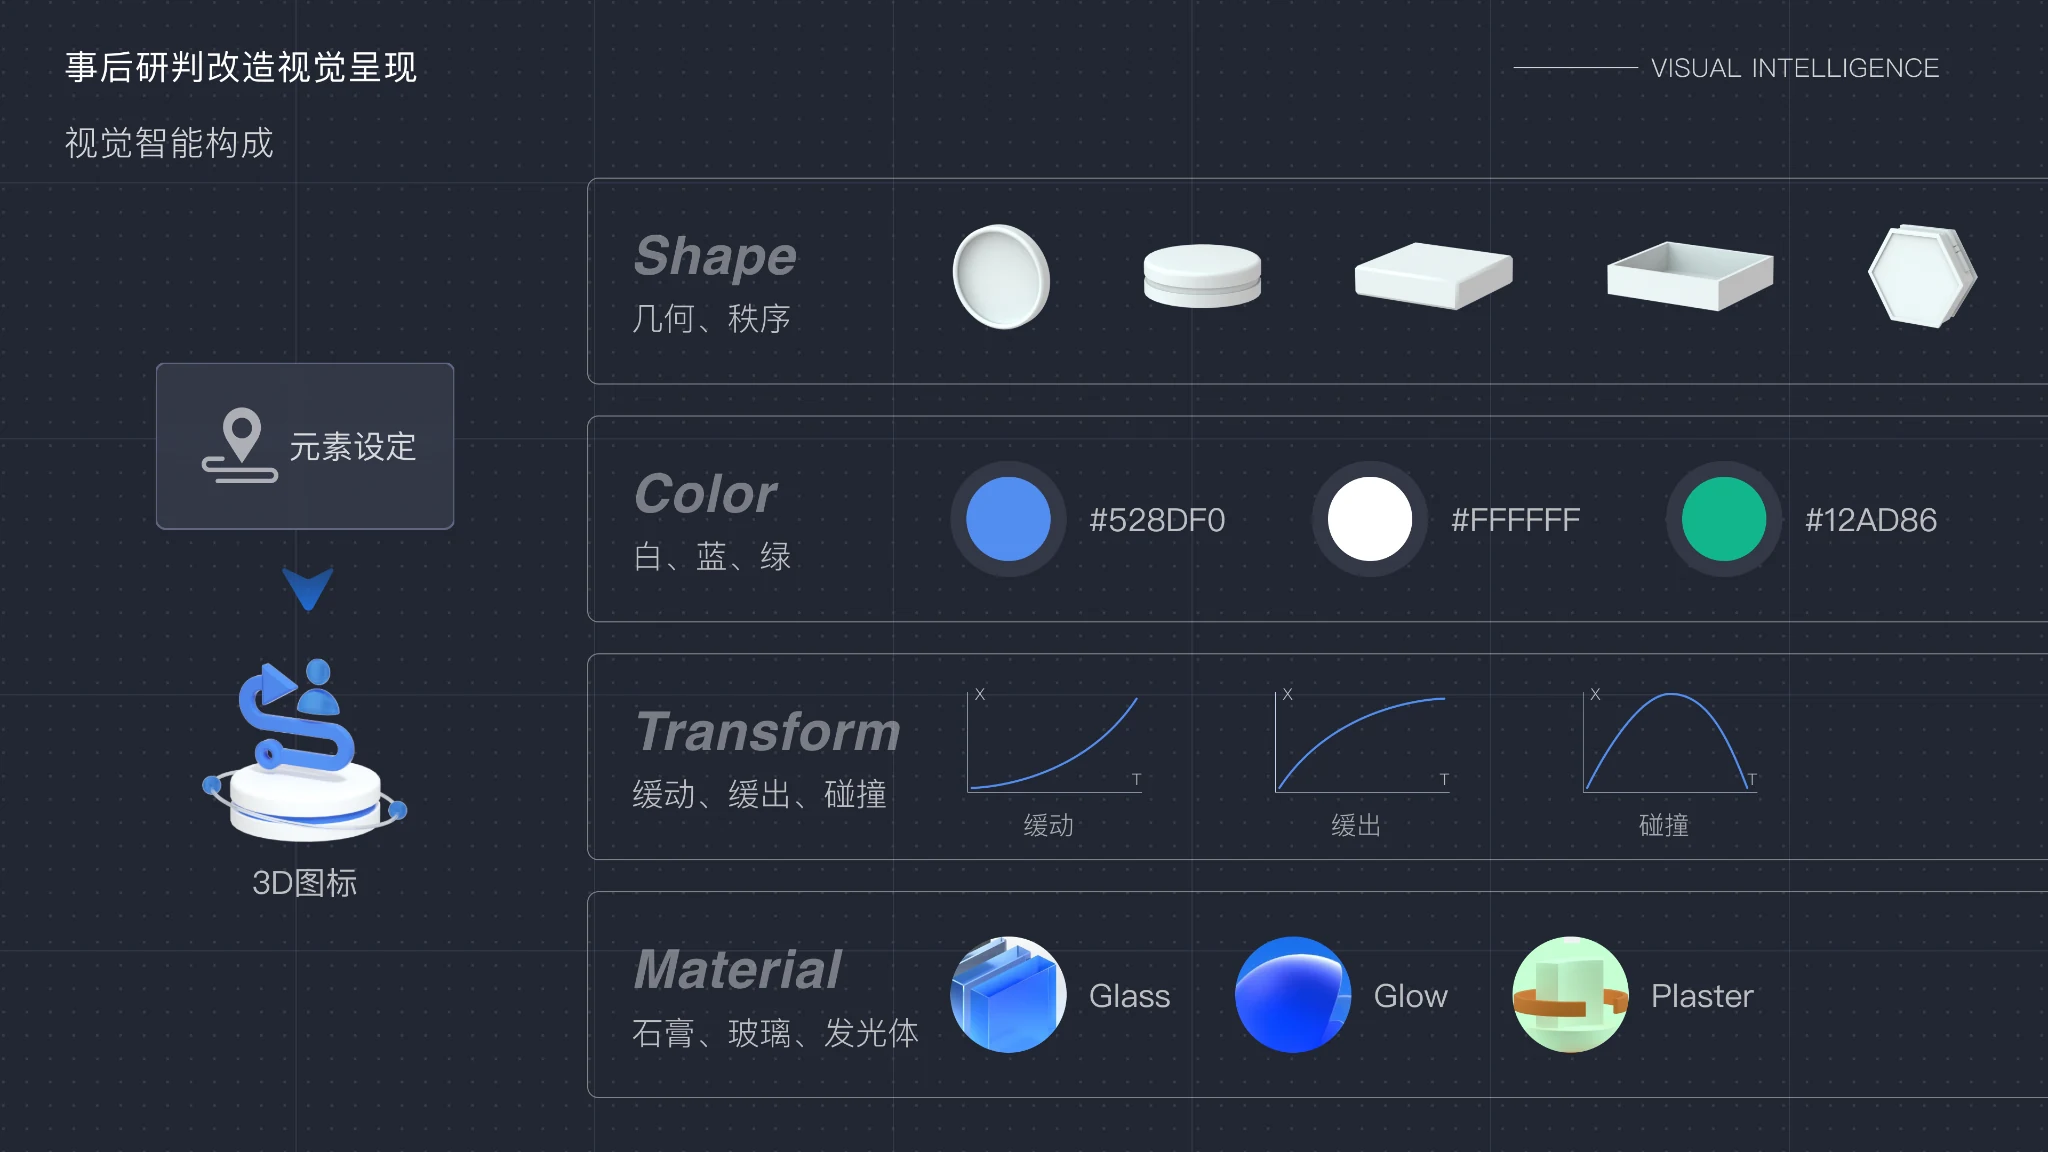 事后研判改造视觉呈现
VISUAL INTELLIGENCE
视觉智能构成
元素设定
3D图标
Shape
几何、秩序
Color
白、蓝、绿
#528DF0
#FFFFFF
#12AD86
Transform
缓动、缓出、碰撞
X
T
缓动
X
T
缓出
X
T
碰撞
Material
石膏、玻璃、发光体
Glass
Glow
Plaster